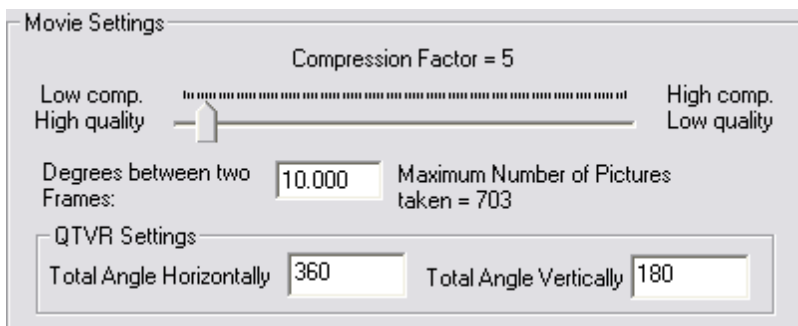 Movie Settings
Compression Factor = 5
Low comp.
High quality
High comp.
Low quality
Degrees between two
Frames:
10.000
Maximum Number of Pictures
taken = 703
QTVR Settings
Total Angle Horizontally 360 Total Angle Vertically 180